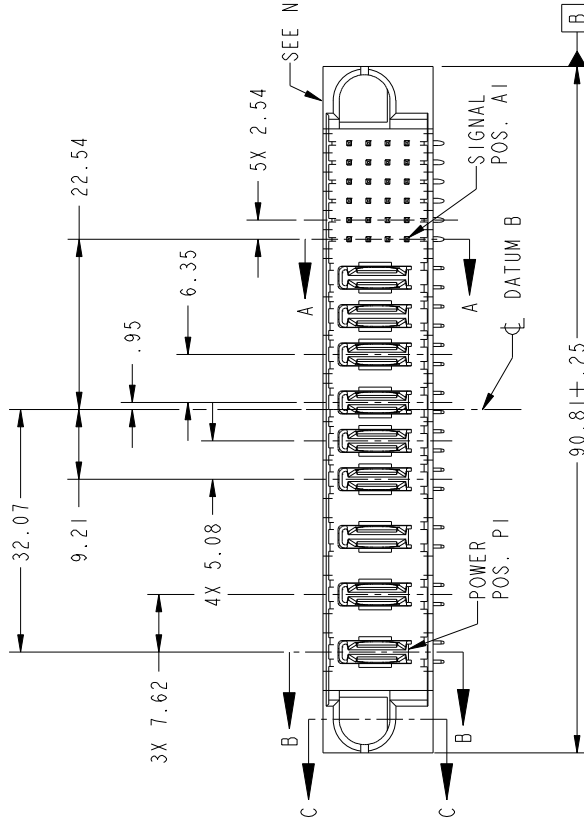 SEE N
B
5X 2.54
22.54
SIGNAL
POS. A1
A
A
6.35
DATUM B
.95
90.81±.25
32.07
9.21
4X 5.08
POWER
POS. P1
3X 7.62
B
B
C
C